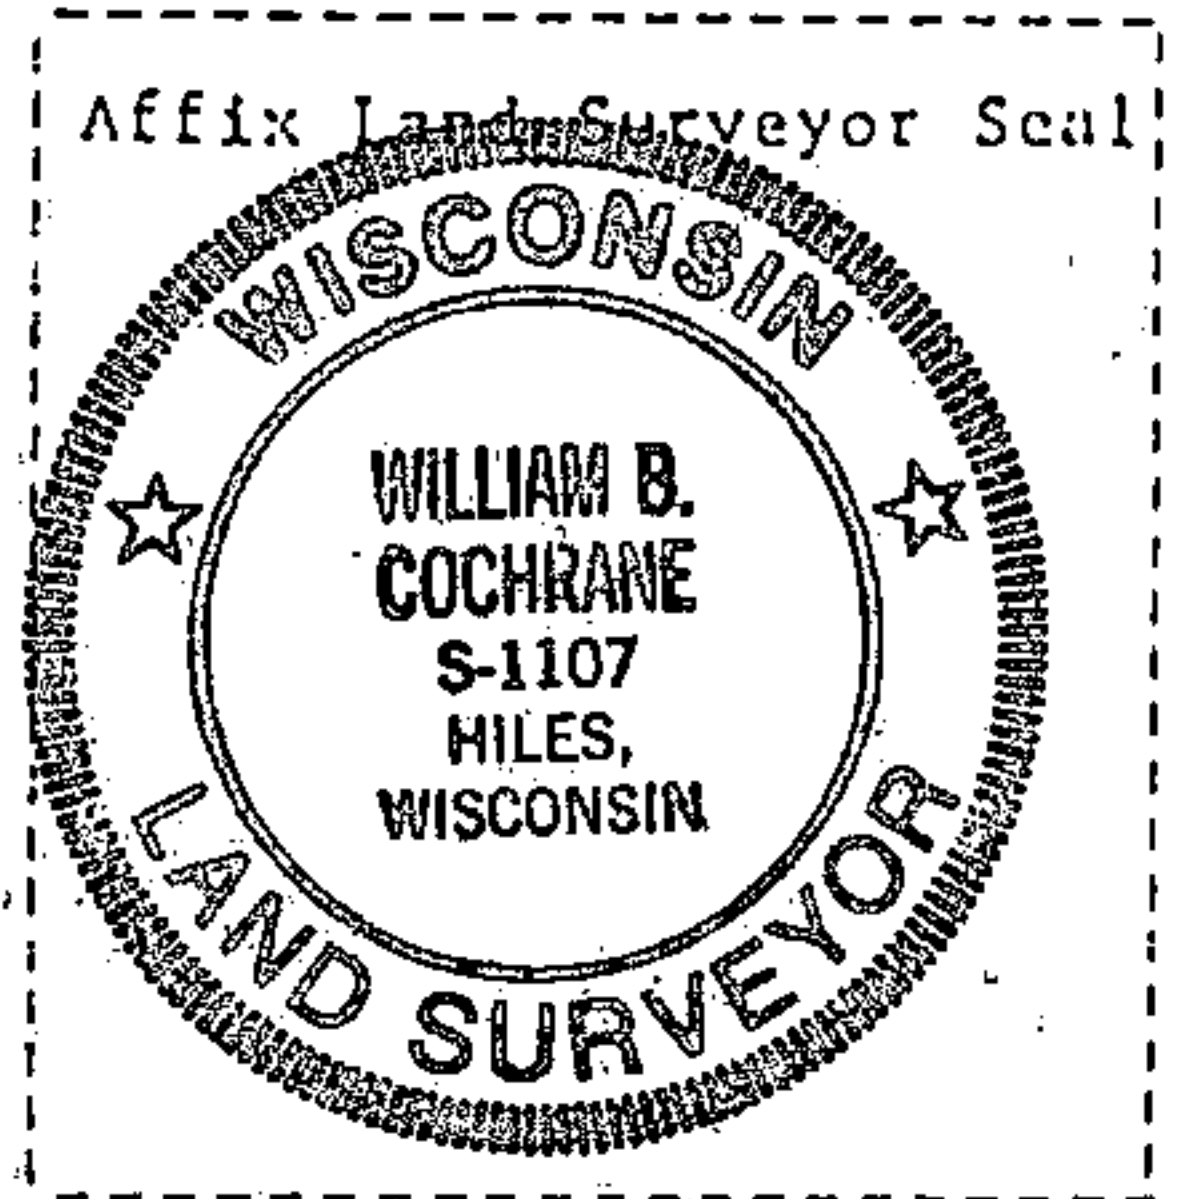 Affix Land Surveyor Seal
WISCONSIN
WILLIAM B.
COCHRANE
S-1107
HILES,
WISCONSIN
LAND SURVEYOR